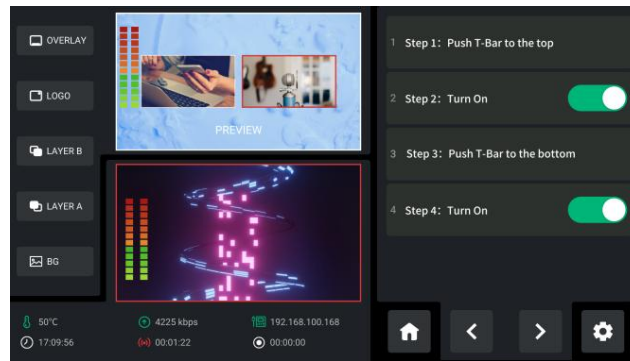 OVERLAY
LOGO
LAYER B
LAYER A
BG
PREVIEW
50°C
4225 kbps
192.168.100.168
17:09:56
00:01:22
00:00:00
1 Step 1: Push T-Bar to the top
2 Step 2: Turn On
3 Step 3: Push T-Bar to the bottom
4 Step 4: Turn On